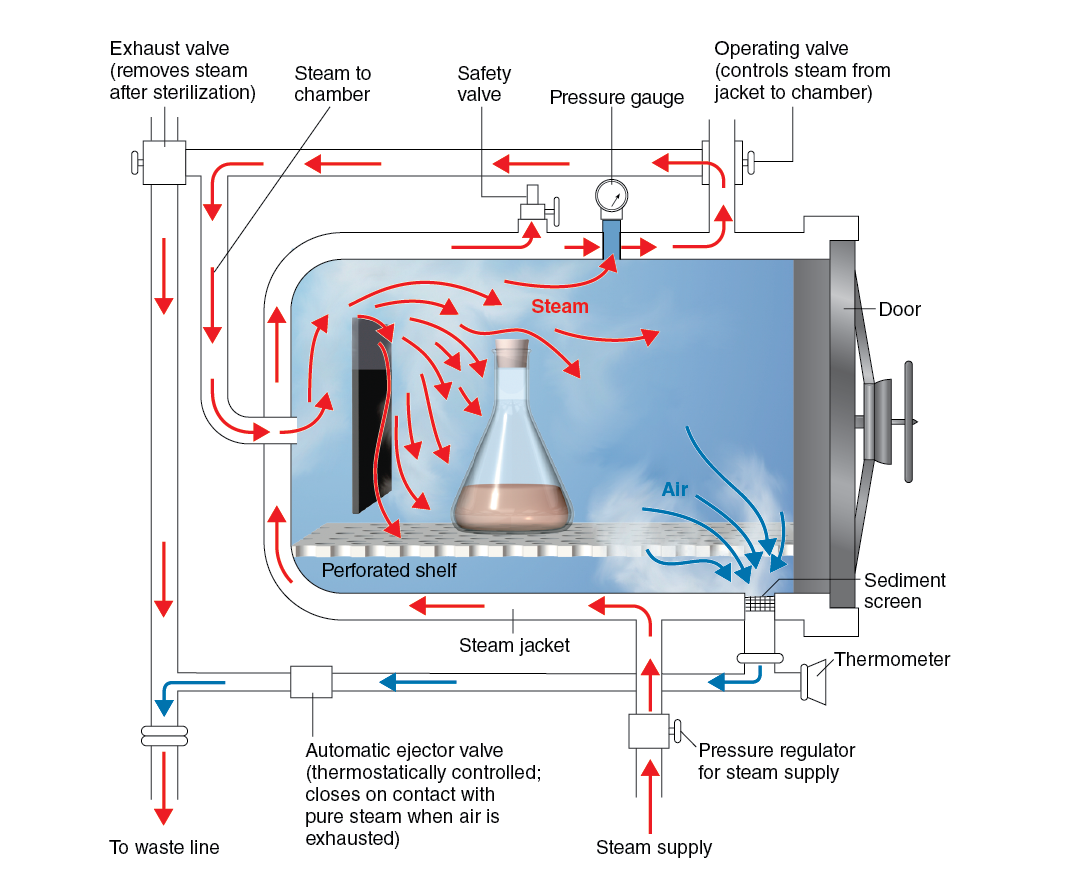 Exhaust valve
(removes steam
after sterilization)
Steam to
chamber
Safety
valve
Pressure gauge
Operating valve
(controls steam from
jacket to chamber)
Steam
Door
Air
Perforated shelf
Sediment
screen
Steam jacket
Thermometer
Automatic ejector valve
(thermostatically controlled;
closes on contact with
pure steam when air is
exhausted)
Pressure regulator
for steam supply
To waste line
Steam supply